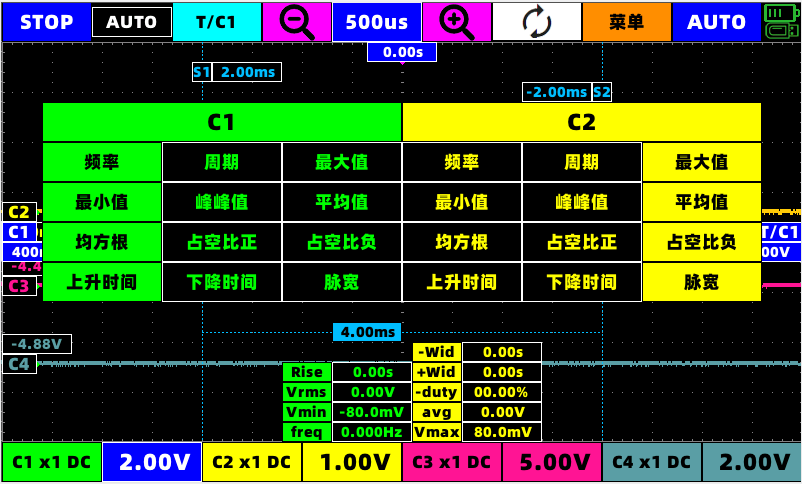 STOP AUTO T/C1 500us 菜单 AUTO
0.00s
S1 2.00ms
-2.00ms S2
C1 C2
频率 周期 最大值 频率 周期 最大值
最小值 峰峰值 平均值 最小值 峰峰值 平均值
C2
均方根 占空比正 占空比负 均方根 占空比正 占空比负
C1 T/C1
上升时间 下降时间 脉宽 上升时间 下降时间 脉宽
C3
4.00ms
-4.88V
C4
-Wid 0.00s
Rise 0.00s +Wid 0.00s
Vrms 0.00V -duty 00.00%
Vmin -80.0mV avg 0.00V
freq 0.000Hz Vmax 80.0mV
C1 x1 DC 2.00V C2 x1 DC 1.00V C3 x1 DC 5.00V C4 x1 DC 2.00V